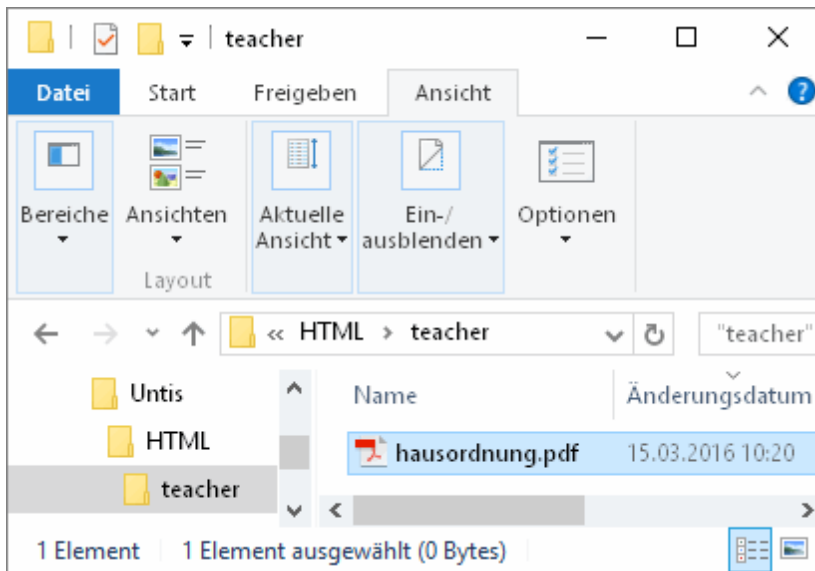 teacher
Datei Start Freigeben Ansicht ?
Bereiche Ansichten Aktuelle Ansicht Ein-/ausblenden Optionen
Layout
« HTML > teacher "teacher"
Untis Name Änderungsdatum
HTML hausordnung.pdf 15.03.2016 10:20
teacher
1 Element 1 Element ausgewählt (0 Bytes)